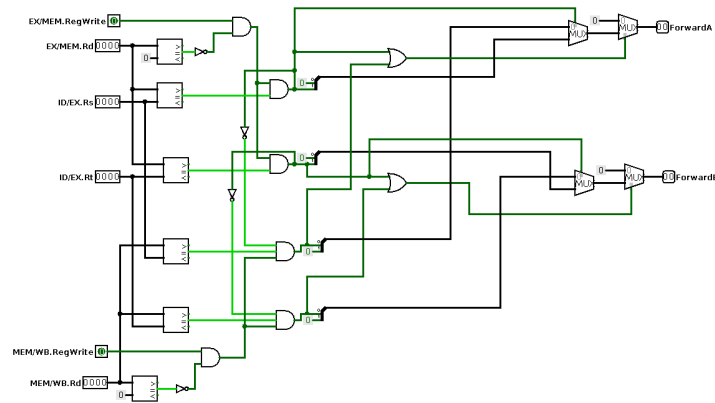 EX/MEM.RegWrite 0
0 ForwardA
00
EX/MEM.Rd 0000
MUX
MUX
0
0
ID/EX.Rs 0000
0
ID/EX.Rt 0000
0
MUX
MUX
00 ForwardB
0
0
MEM/WB.RegWrite 0
MEM/WB.Rd 0000
0